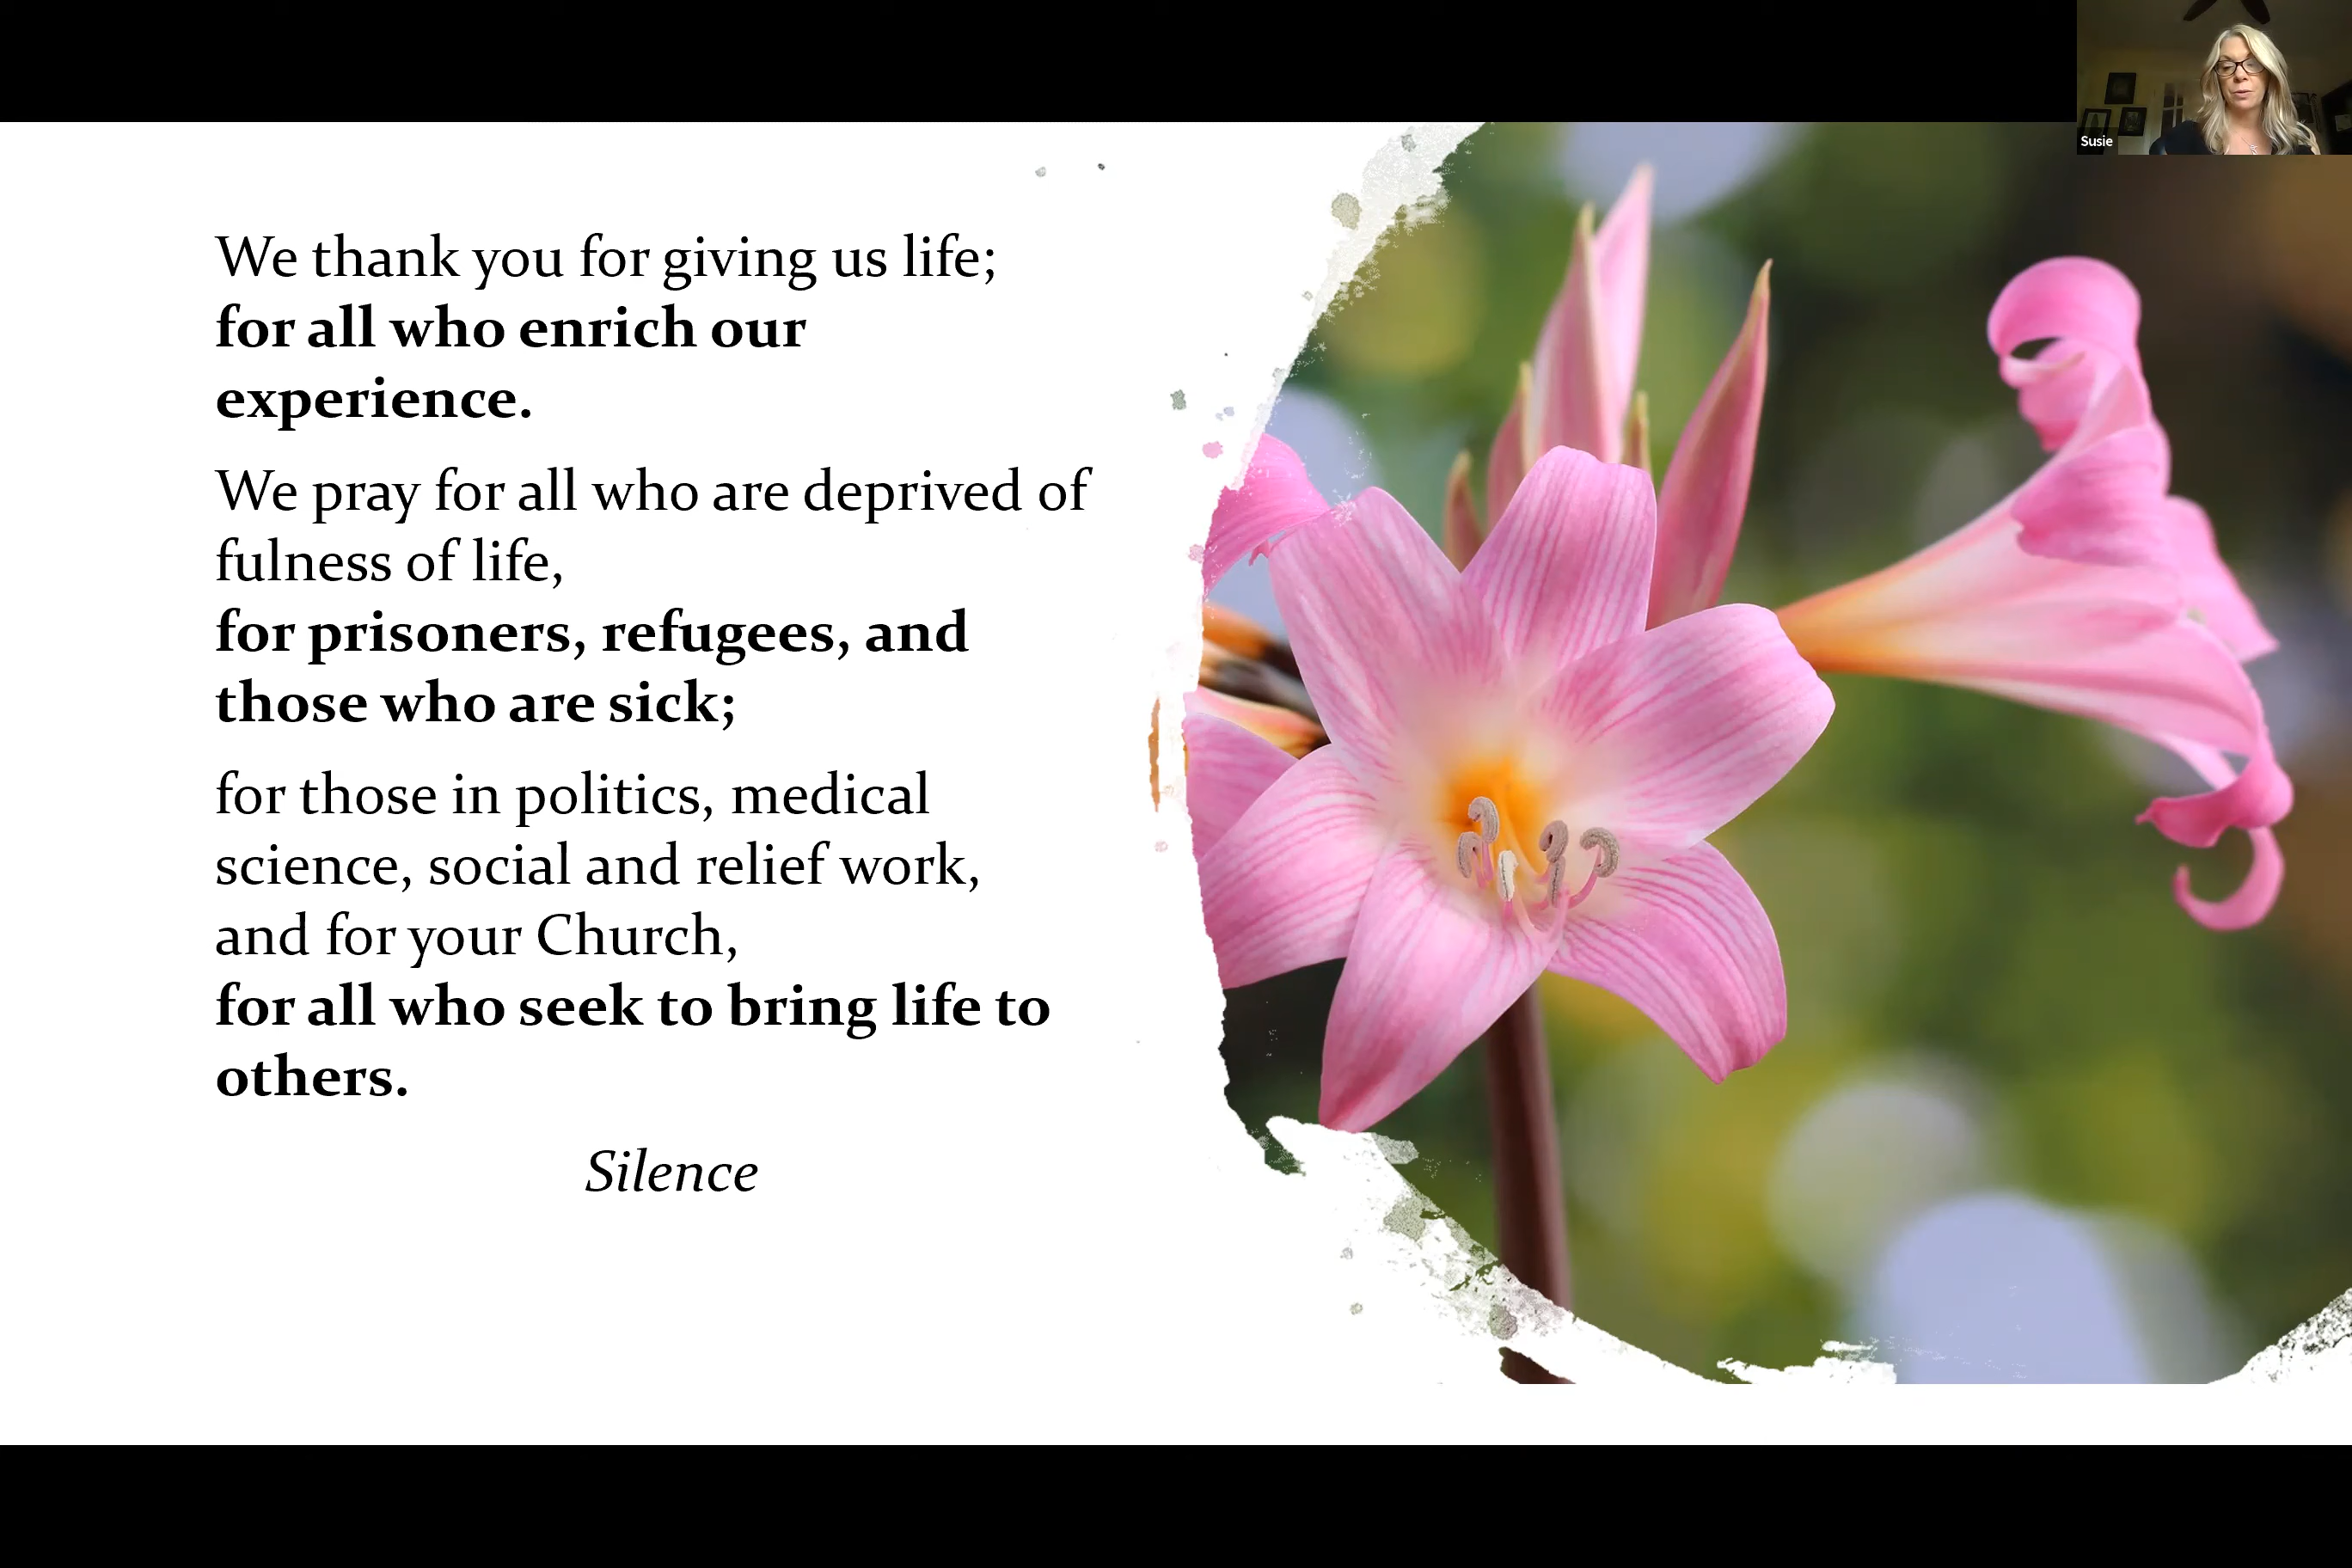 We thank you for giving us life;
for all who enrich our
experience.
We pray for all who are deprived of
fulness of life,
for prisoners, refugees, and
those who are sick;
for those in politics, medical
science, social and relief work,
and for your Church,
for all who seek to bring life to
others.
Silence
Susie